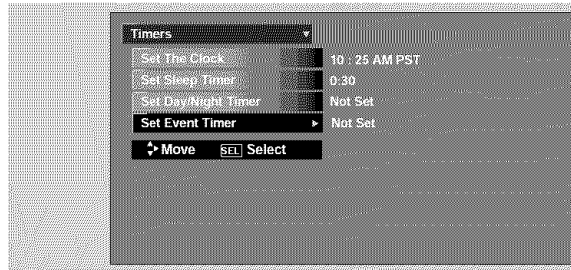 Timers
Set The Clock 10 : 25 AM PST
Set Sleep Timer 0:30
Set Day/Night Timer Not Set
Set Event Timer Not Set
Move SEL Select